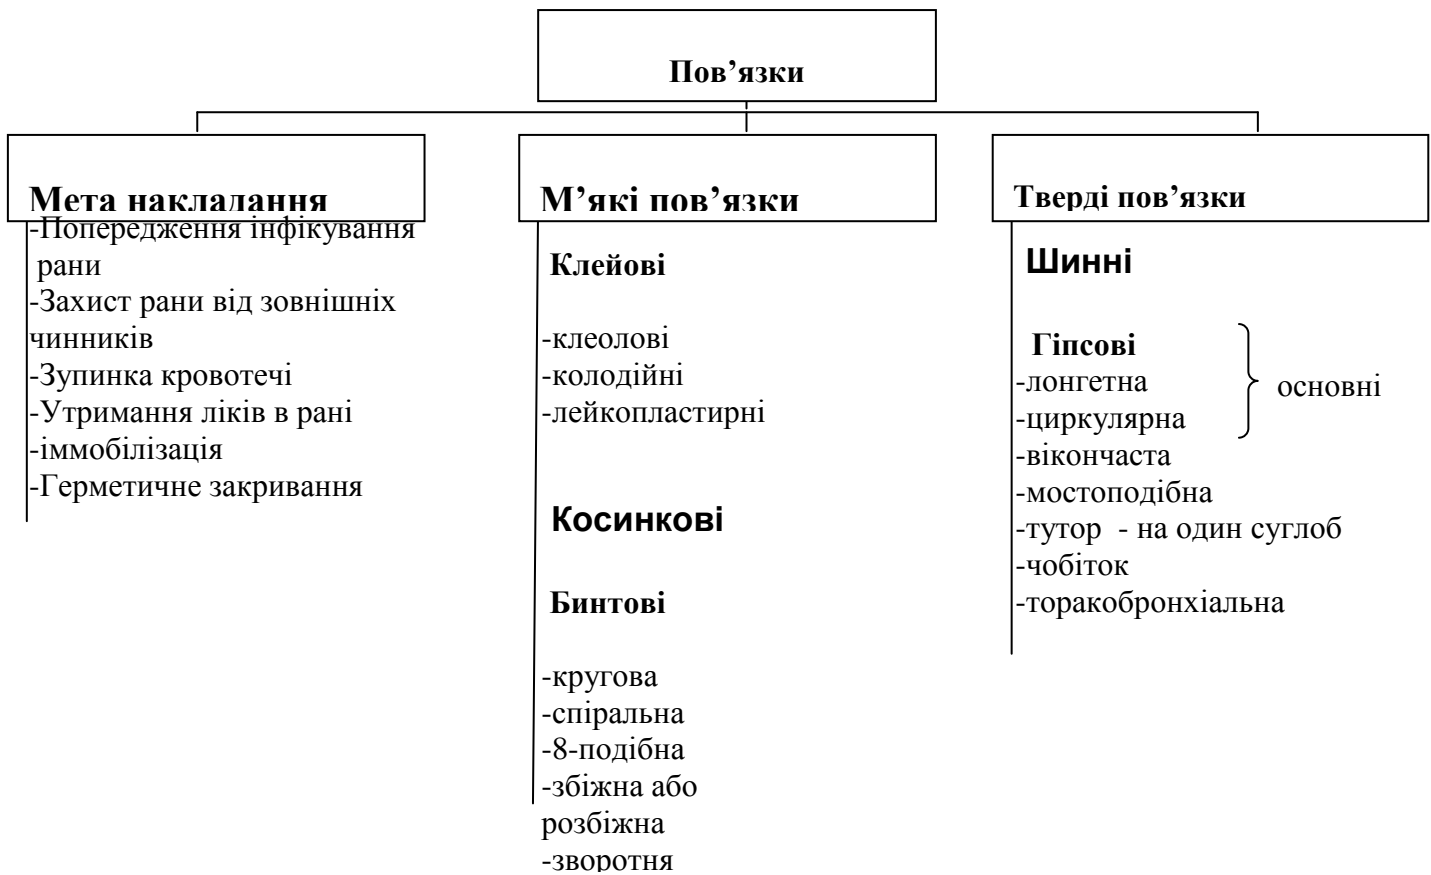 Пов’язки
Мета накладання
-Попередження інфікування
рани
-Захист рани від зовнішніх
чинників
-Зупинка кровотечі
-Утримання ліків в рані
-іммобілізація
-Герметичне закривання
М’які пов’язки
Клейові
-клеолові
-колодійні
-лейкопластирні
Косинкові
Бинтові
-кругова
-спіральна
-8-подібна
-збіжна або
розбіжна
-зворотня
Тверді пов’язки
Шинні
Гіпсові
-лонгетна
-циркулярна
основні
-вікончаста
-мостоподібна
-тутор - на один суглоб
-чобіток
-торакобронхіальна